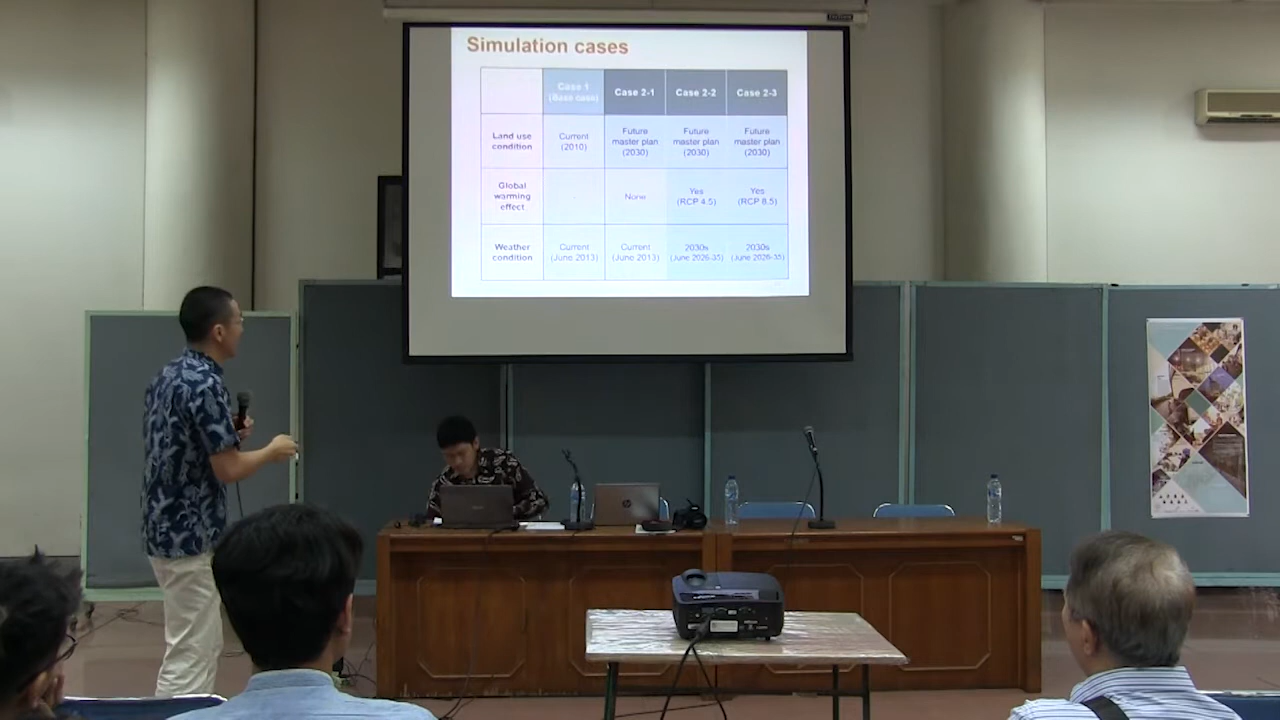 Simulation cases
Case 1
(Base case)
Case 2-1
Case 2-2
Case 2-3
Land use
condition
Current
(2010)
Future
master plan
(2030)
Future
master plan
(2030)
Future
master plan
(2030)
Global
warming
effect
-
None
Yes
(RCP 4.5)
Yes
(RCP 8.5)
Weather
condition
Current
(June 2013)
Current
(June 2013)
2030s
(June 2026-35)
2030s
(June 2026-35)